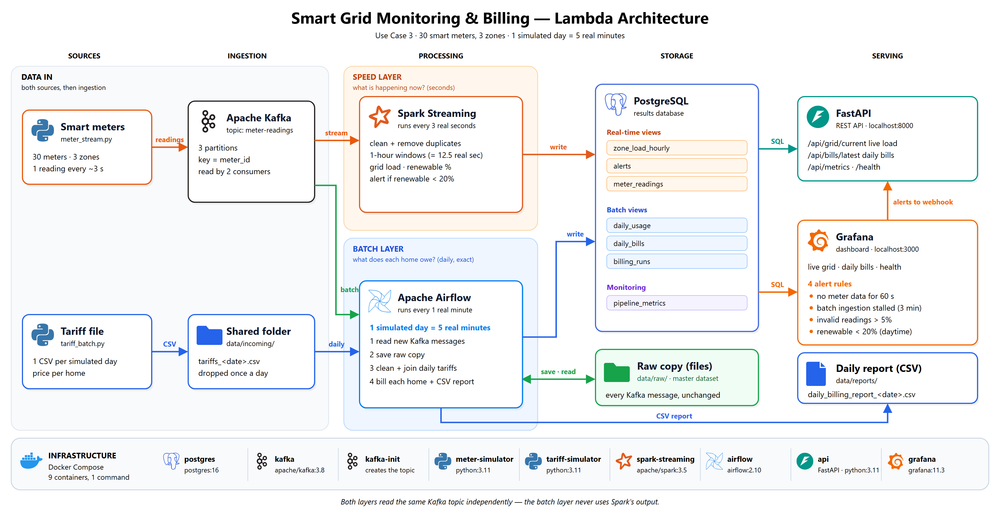 Smart Grid Monitoring & Billing — Lambda Architecture
Use Case 3 · 30 smart meters, 3 zones · 1 simulated day = 5 real minutes
SOURCES
INGESTION
PROCESSING
STORAGE
SERVING
DATA IN
both sources, then ingestion
Smart meters
meter_stream.py
30 meters · 3 zones
1 reading every ~3 s
readings
Apache Kafka
topic: meter-readings
3 partitions
key = meter_id
read by 2 consumers
stream
batch
Tariff file
tariff_batch.py
1 CSV per simulated day
price per home
CSV
Shared folder
data/incoming/
tariffs_<date>.csv
dropped once a day
daily
SPEED LAYER
what is happening now? (seconds)
Spark Streaming
runs every 3 real seconds
clean + remove duplicates
1-hour windows (= 12.5 real sec)
grid load · renewable %
alert if renewable < 20%
write
BATCH LAYER
what does each home owe? (daily, exact)
Apache Airflow
runs every 1 real minute
1 simulated day = 5 real minutes
1 read new Kafka messages
2 save raw copy
3 clean + join daily tariffs
4 bill each home + CSV report
write
save · read
CSV report
PostgreSQL
results database
Real-time views
zone_load_hourly
alerts
meter_readings
Batch views
daily_usage
daily_bills
billing_runs
Monitoring
pipeline_metrics
SQL
SQL
Raw copy (files)
data/raw/ · master dataset
every Kafka message, unchanged
FastAPI
REST API · localhost:8000
/api/grid/current live load
/api/bills/latest daily bills
/api/metrics · /health
alerts to webhook
Grafana
dashboard · localhost:3000
live grid · daily bills · health
4 alert rules
• no meter data for 60 s
• batch ingestion stalled (3 min)
• invalid readings > 5%
• renewable < 20% (daytime)
Daily report (CSV)
data/reports/
daily_billing_report_<date>.csv
INFRASTRUCTURE
Docker Compose
9 containers, 1 command
postgres
postgres:16
kafka
apache/kafka:3.8
kafka-init
creates the topic
meter-simulator
python:3.11
tariff-simulator
python:3.11
spark-streaming
apache/spark:3.5
airflow
airflow:2.10
api
FastAPI · python:3.11
grafana
grafana:11.3
Both layers read the same Kafka topic independently — the batch layer never uses Spark's output.